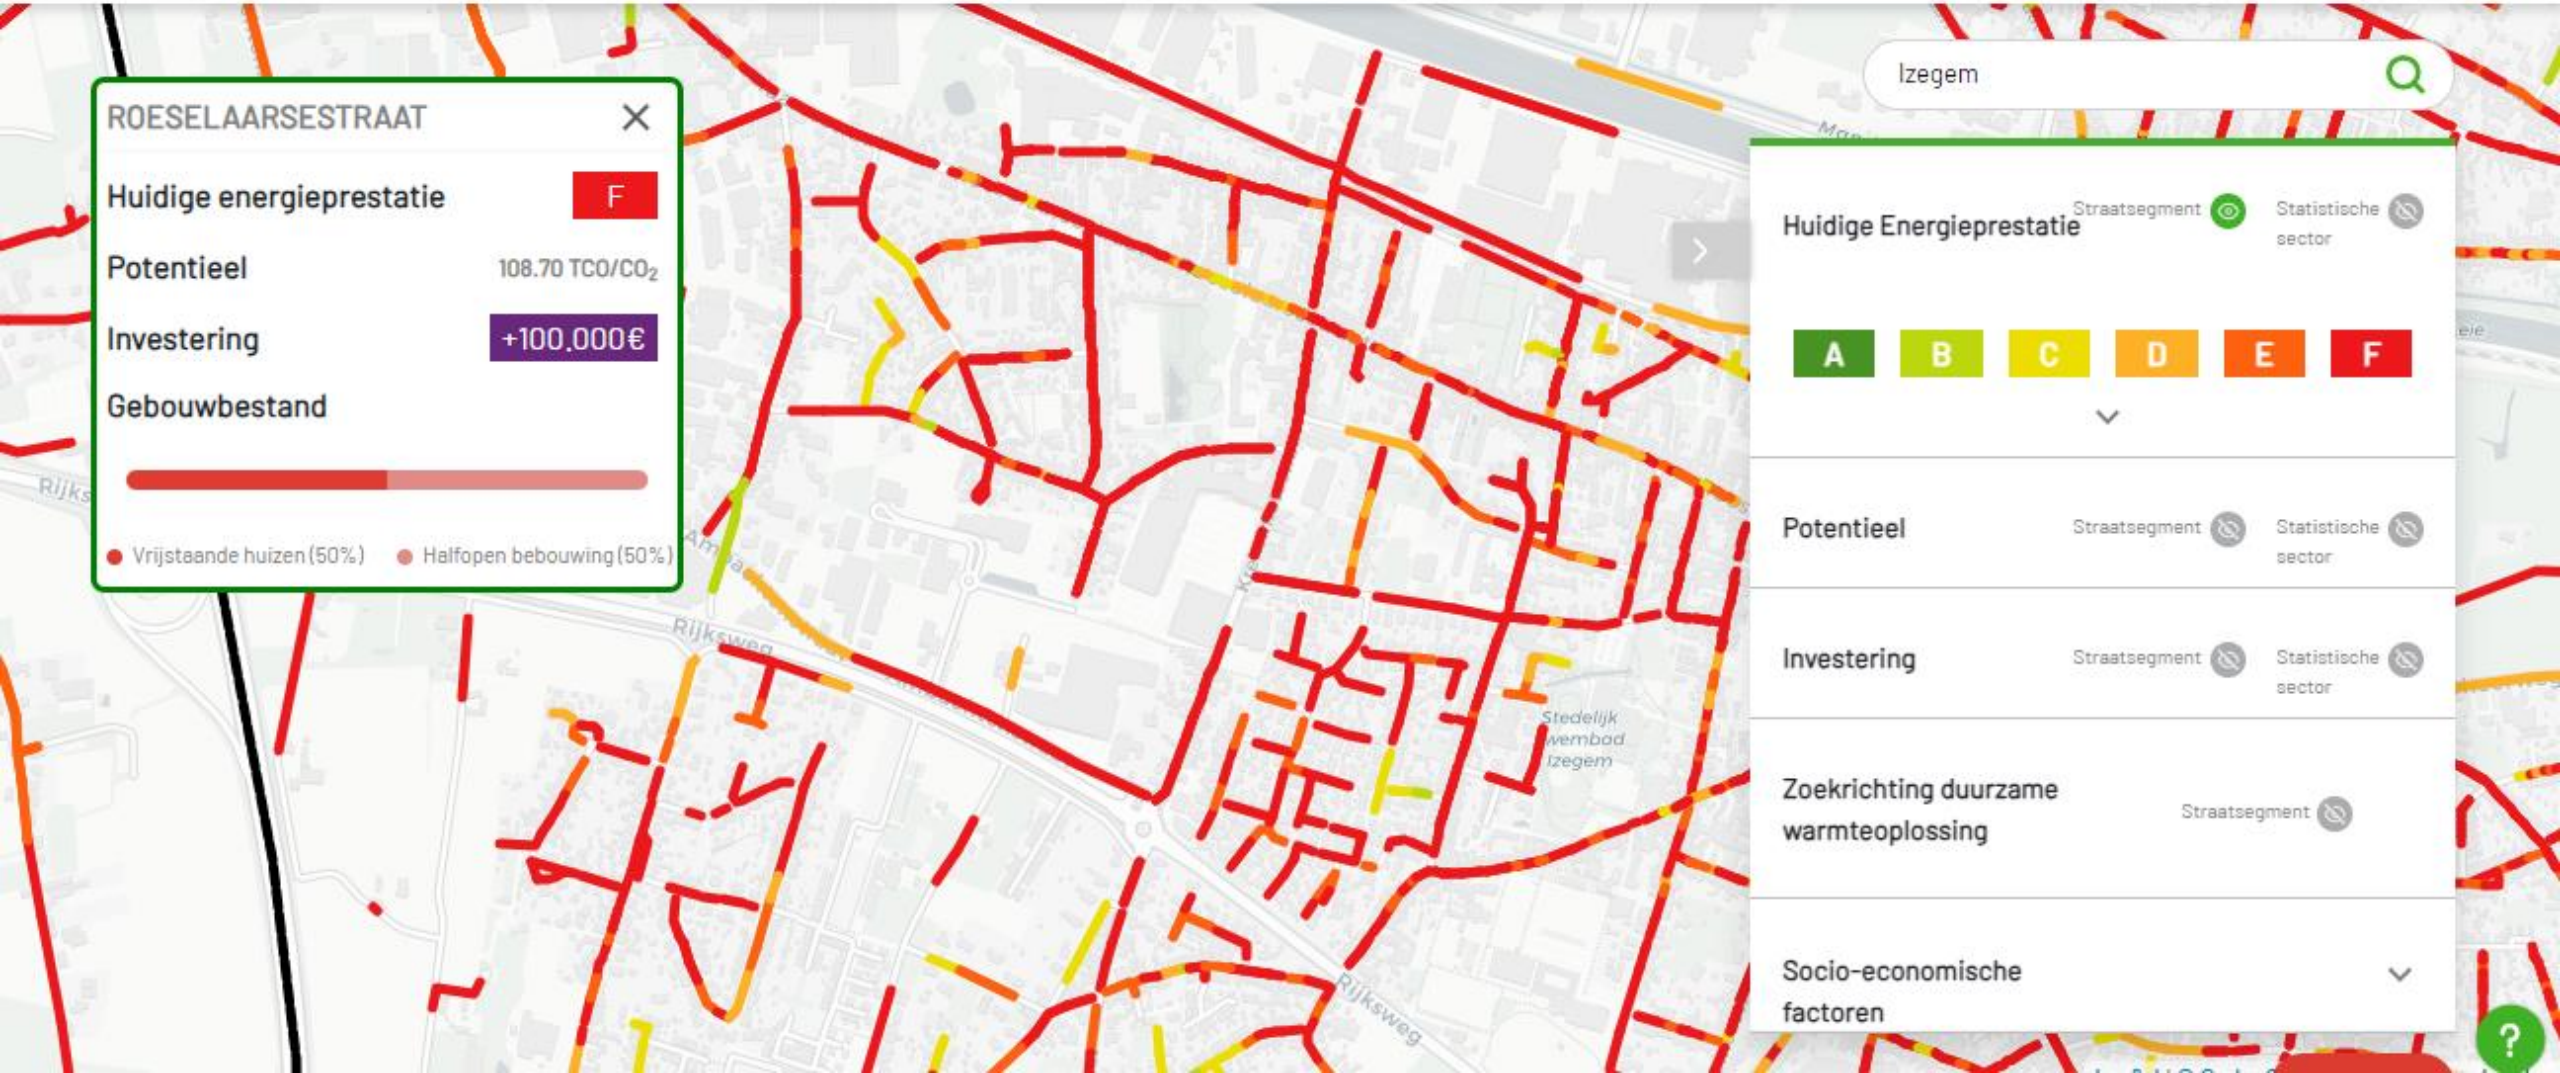 ROESELAARSESTRAAT
Huidige energieprestatie
F
Potentieel
108.70 TCO/CO₂
Investering
+100.000€
Gebouwbestand
Vrijstaande huizen (50%)
Halfopen bebouwing (50%)
Izegem
Huidige Energieprestatie
Straatsegment
Statistische
sector
A
B
C
D
E
F
Potentieel
Straatsegment
Statistische
sector
Investering
Straatsegment
Statistische
sector
Zoekrichting duurzame
warmteoplossing
Straatsegment
Socio-economische
factoren
?
Rijksweg
Stedelijk
Izegem
Rijksweg